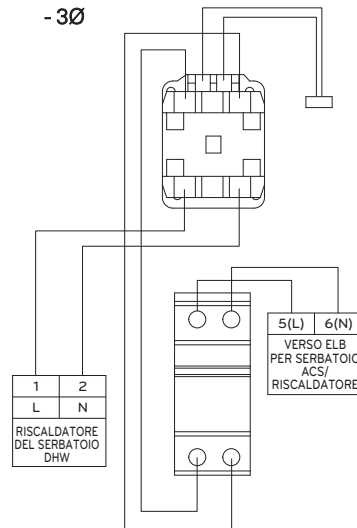 - 3Ø
5(L) 6(N)
VERSO ELB
PER SERBATOIO
ACS/
RISCALDATORE
1 2
L N
RISCALDATORE
DEL SERBATOIO
DHW